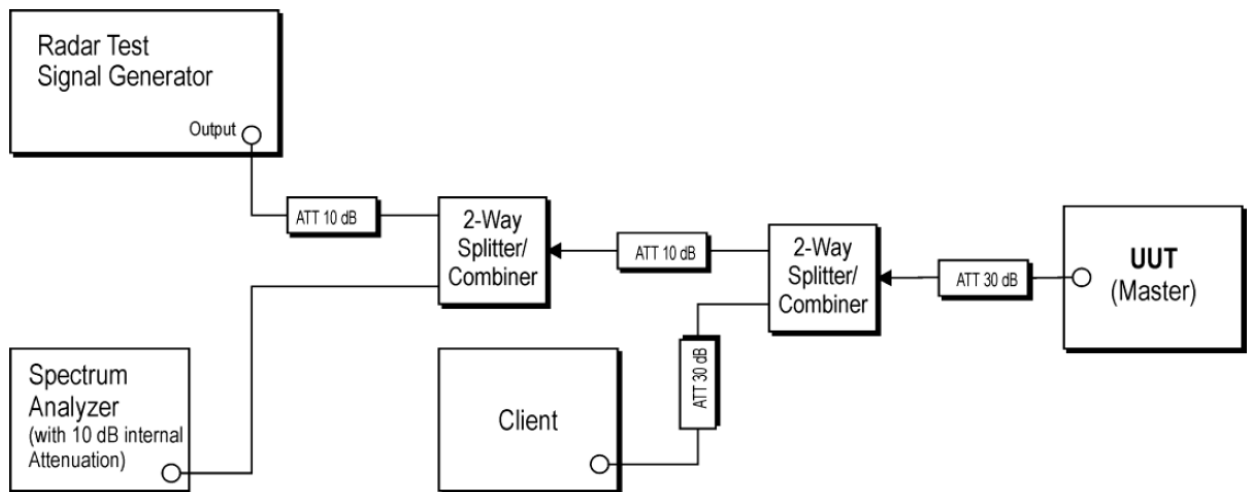 Radar Test
Signal Generator
Output
ATT 10 dB
2-Way
Splitter/
Combiner
ATT 10 dB
2-Way
Splitter/
Combiner
ATT 30 dB
UUT
(Master)
Spectrum
Analyzer
(with 10 dB internal
Attenuation)
Client
ATT 30 dB